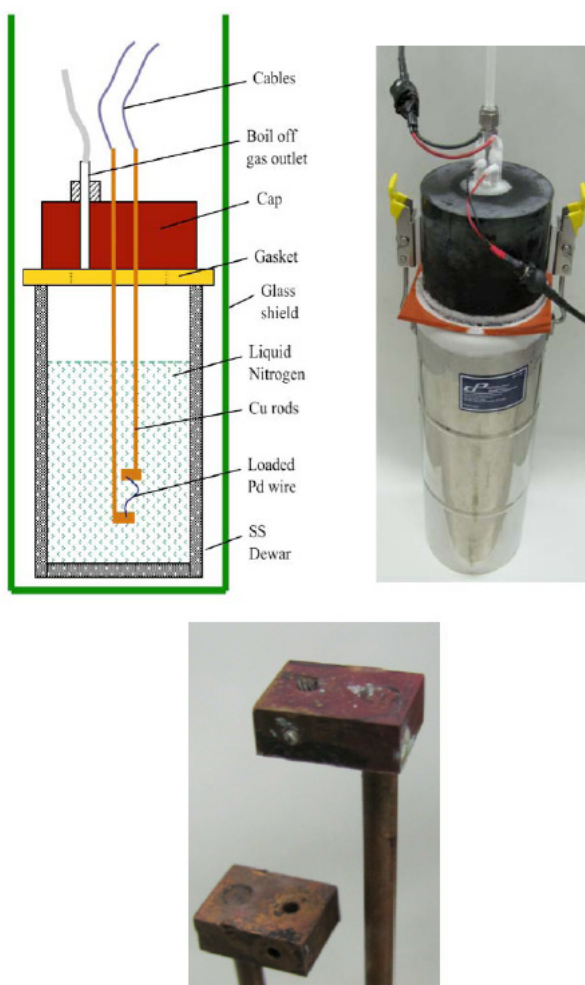 Cables
Boil off
gas outlet
Cap
Gasket
Glass
shield
Liquid
Nitrogen
Cu rods
Loaded
Pd wire
SS
Dewar